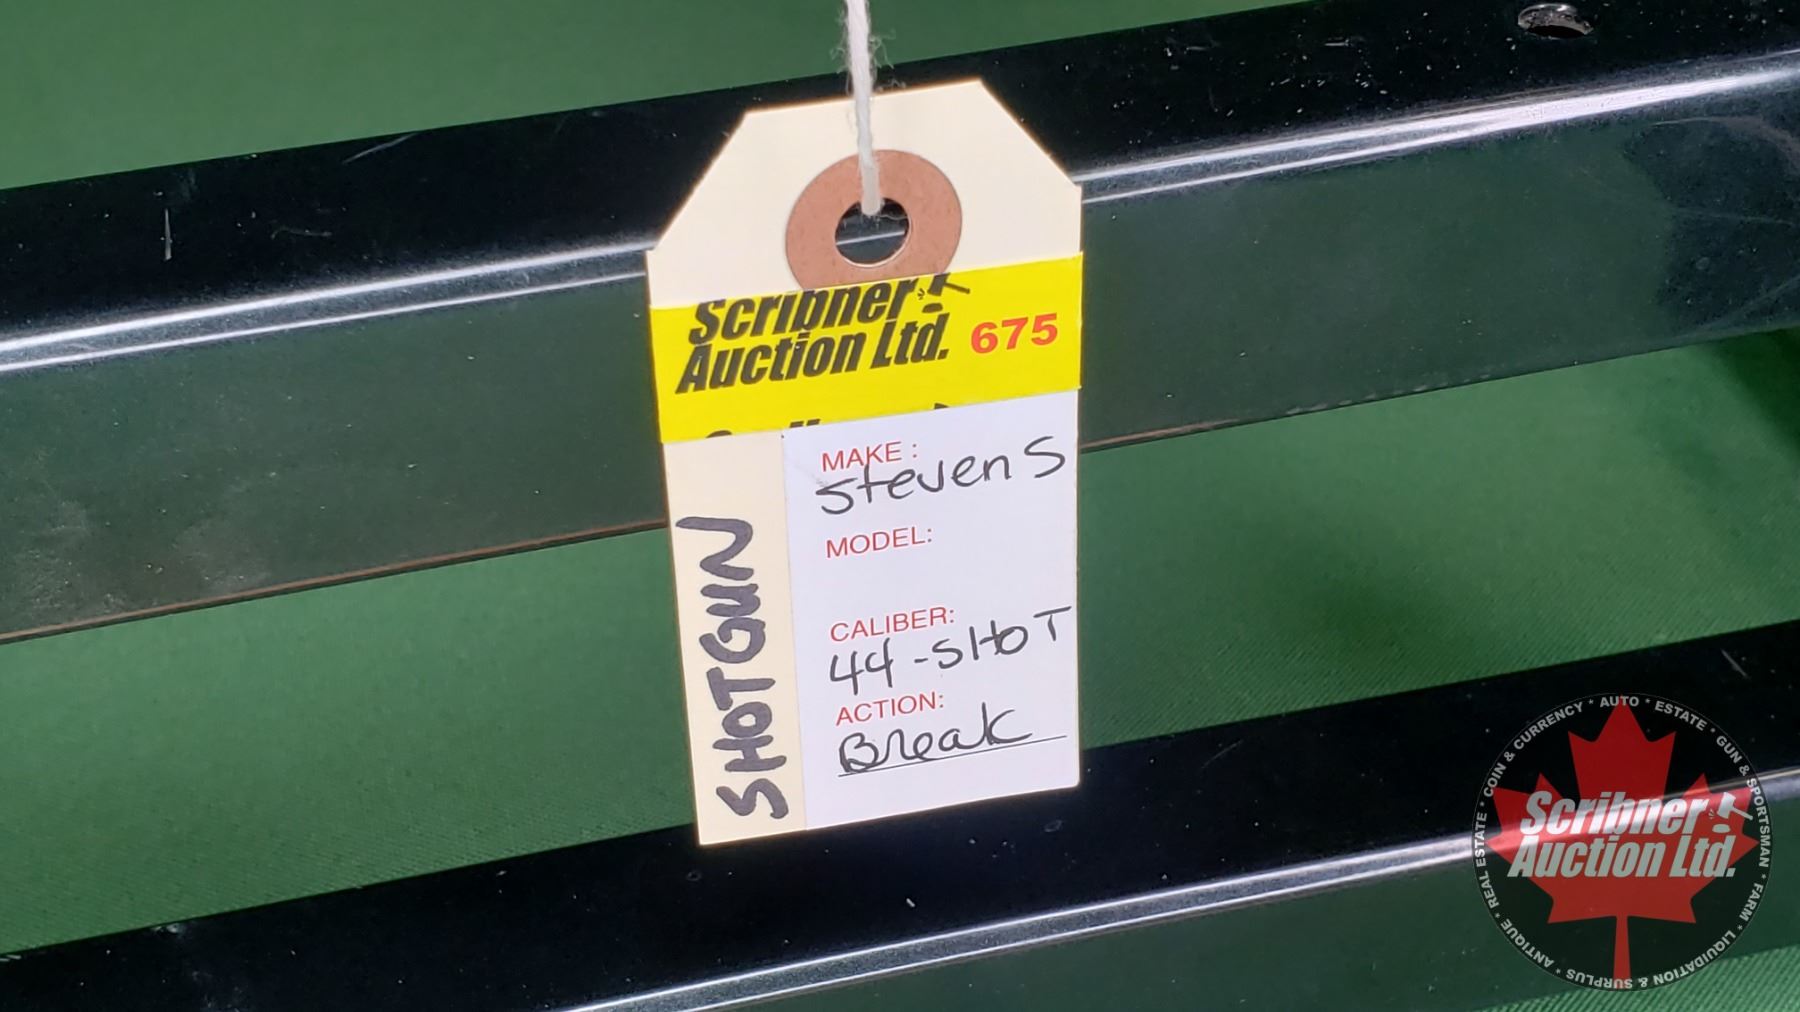 Scribner
Auction Ltd. 675
MAKE:
Stevens
MODEL:
CALIBER:
44-SHOT
ACTION:
Break
SHOTGUN
COIN & CURRENCY * AUTO * ESTATE * GUN & SPORTSMAN * FARM * LIQUIDATION & SURPLUS * ANTIQUE * REAL ESTATE *
Scribner
Auction Ltd.